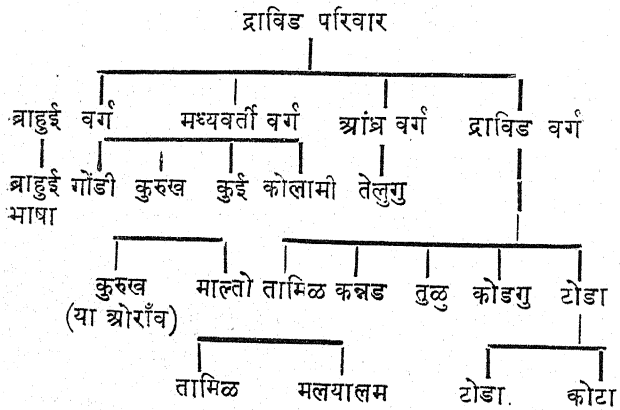 द्राविड परिवार
ब्राहुई वर्ग मध्यवर्ती वर्ग आंध्र वर्ग द्राविड वर्ग
ब्राहुई गोंडी कुरुख कुई कोलामी तेलुगु
भाषा
कुरुख माल्तो तामिळ कन्नड तुळु कोडगु टोडा
(या ओराँव)
तामिळ मलयालम टोडा. कोटा